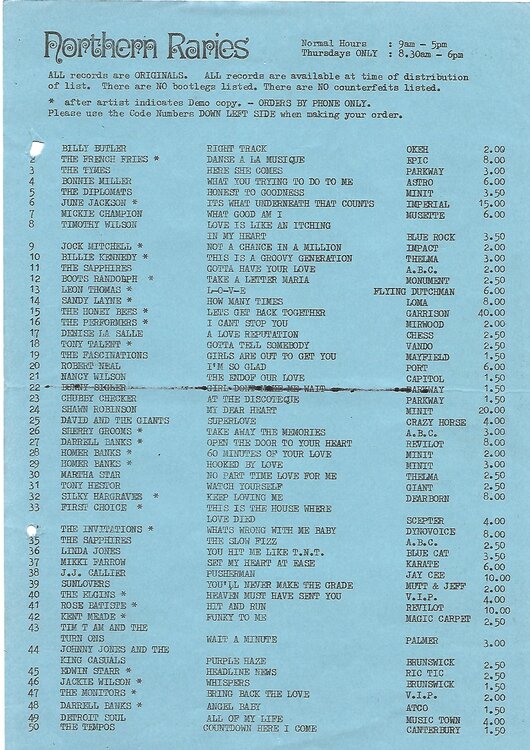 Northern Raries
Normal Hours : 9am - 5pm
Thursdays ONLY : 8.30am - 6pm
ALL records are ORIGINALS. ALL records are available at time of distribution
of list. There are NO bootlegs listed. There are NO counterfeits listed.
* after artist indicates Demo copy. - ORDERS BY PHONE ONLY.
Please use the Code Numbers DOWN LEFT SIDE when making your order.
BILLY BUTLER RIGHT TRACK OKEH 2.00
2 THE FRENCH FRIES * DANSE A LA MUSIQUE EPIC 8.00
3 THE TYMES HERE SHE COMES PARKWAY 3.00
4 BONNIE MILLER WHAT YOU TRYING TO DO TO ME ASTRO 6.00
5 THE DIPLOMATS HONEST TO GOODNESS MINIT 3.50
6 JUNE JACKSON * ITS WHAT UNDERNEATH THAT COUNTS IMPERIAL 15.00
7 MICKIE CHAMPION WHAT GOOD AM I MUSETTE 6.00
8 TIMOTHY WILSON LOVE IS LIKE AN ITCHING
IN MY HEART BLUE ROCK 3.50
9 JOCK MITCHELL * NOT A CHANCE IN A MILLION IMPACT 2.00
10 BILLIE KENNEDY * THIS IS A GROOVY GENERATION THELMA 3.00
11 THE SAPPHIRES GOTTA HAVE YOUR LOVE A.B.C. 2.00
12 BOOTS RANDOLPH * TAKE A LETTER MARIA MONUMENT 2.50
13 LEON THOMAS * L-O-V-E FLYING DUTCHMAN 6.00
14 SANDY LAYNE * HOW MANY TIMES LOMA 8.00
15 THE HONEY BEES * LETS GET BACK TOGETHER GARRISON 40.00
16 THE PERFORMERS * I CANT STOP YOU MIRWOOD 2.00
17 DENISE LA SALLE A LOVE REPUTATION CHESS 2.50
18 TONY TALENT * GOTTA TELL SOMEBODY VANDO 2.50
19 THE FASCINATIONS GIRLS ARE OUT TO GET YOU MAYFIELD 1.50
20 ROBERT NEAL I'M SO GLAD PORT 6.00
21 NANCY WILSON THE ENDOF OUR LOVE CAPITOL 1.50
22 GIRL ME WAIT PARKWAY 1.50
23 CHUBBY CHECKER AT THE DISCOTEQUE PARKWAY 1.50
24 SHAWN ROBINSON MY DEAR HEART MINIT 20.00
25 DAVID AND THE GIANTS SUPERLOVE CRAZY HORSE 4.00
26 SHERRY GROOMS * TAKE AWAY THE MEMORIES A.B.C. 3.00
27 DARRELL BANKS * OPEN THE DOOR TO YOUR HEART REVILOT 8.00
28 HOMER BANKS * 60 MINUTES OF YOUR LOVE MINIT 2.00
29 HOMER BANKS * HOOKED BY LOVE MINIT 3.00
30 MARTHA STAR NO PART TIME LOVE FOR ME THELMA 2.50
31 TONY HESTOR WATCH YOURSELF GIANT 2.50
32 SILKY HARGRAVES * KEEP LOVING ME DEARBORN 8.00
33 FIRST CHOICE * THIS IS THE HOUSE WHERE
LOVE DIED SCEPTER 4.00
THE INVITATIONS * WHATS WRONG WITH ME BABY DYNOVOICE 8.00
35 THE SAPPHIRES THE SLOW FIZZ A.B.C. 2.50
36 LINDA JONES YOU HIT ME LIKE T.N.T. BLUE CAT 3.50
37 MIKKI FARROW SET MY HEART AT EASE KARATE 6.00
38 J.J. CALLIER PUSHERMAN JAY CEE 10.00
39 SUNLOVERS YOU'LL NEVER MAKE THE GRADE MUTT & JEFF 2.00
40 THE ELGINS * HEAVEN MUST HAVE SENT YOU V.I.P. 4.00
41 ROSE BATISTE * HIT AND RUN REVILOT 10.00
42 KENT MEADE * FUNKY TO ME MAGIC CARPET 2.50
43 TIM T AM AND THE
TURN ONS WAIT A MINUTE PALMER 3.00
44 JOHNNY JONES AND THE
KING CASUALS PURPLE HAZE BRUNSWICK 2.50
45 EDWIN STARR * HEADLINE NEWS RIC TIC 2.50
46 JACKIE WILSON * WHISPERS BRUNSWICK 1.50
47 THE MONITORS * BRING BACK THE LOVE V.I.P. 2.00
48 DARRELL BANKS * ANGEL BABY ATCO 1.50
49 DETROIT SOUL ALL OF MY LIFE MUSIC TOWN 4.00
50 THE TEMPOS COUNTDOWN HERE I COME CANTERBURY 1.50